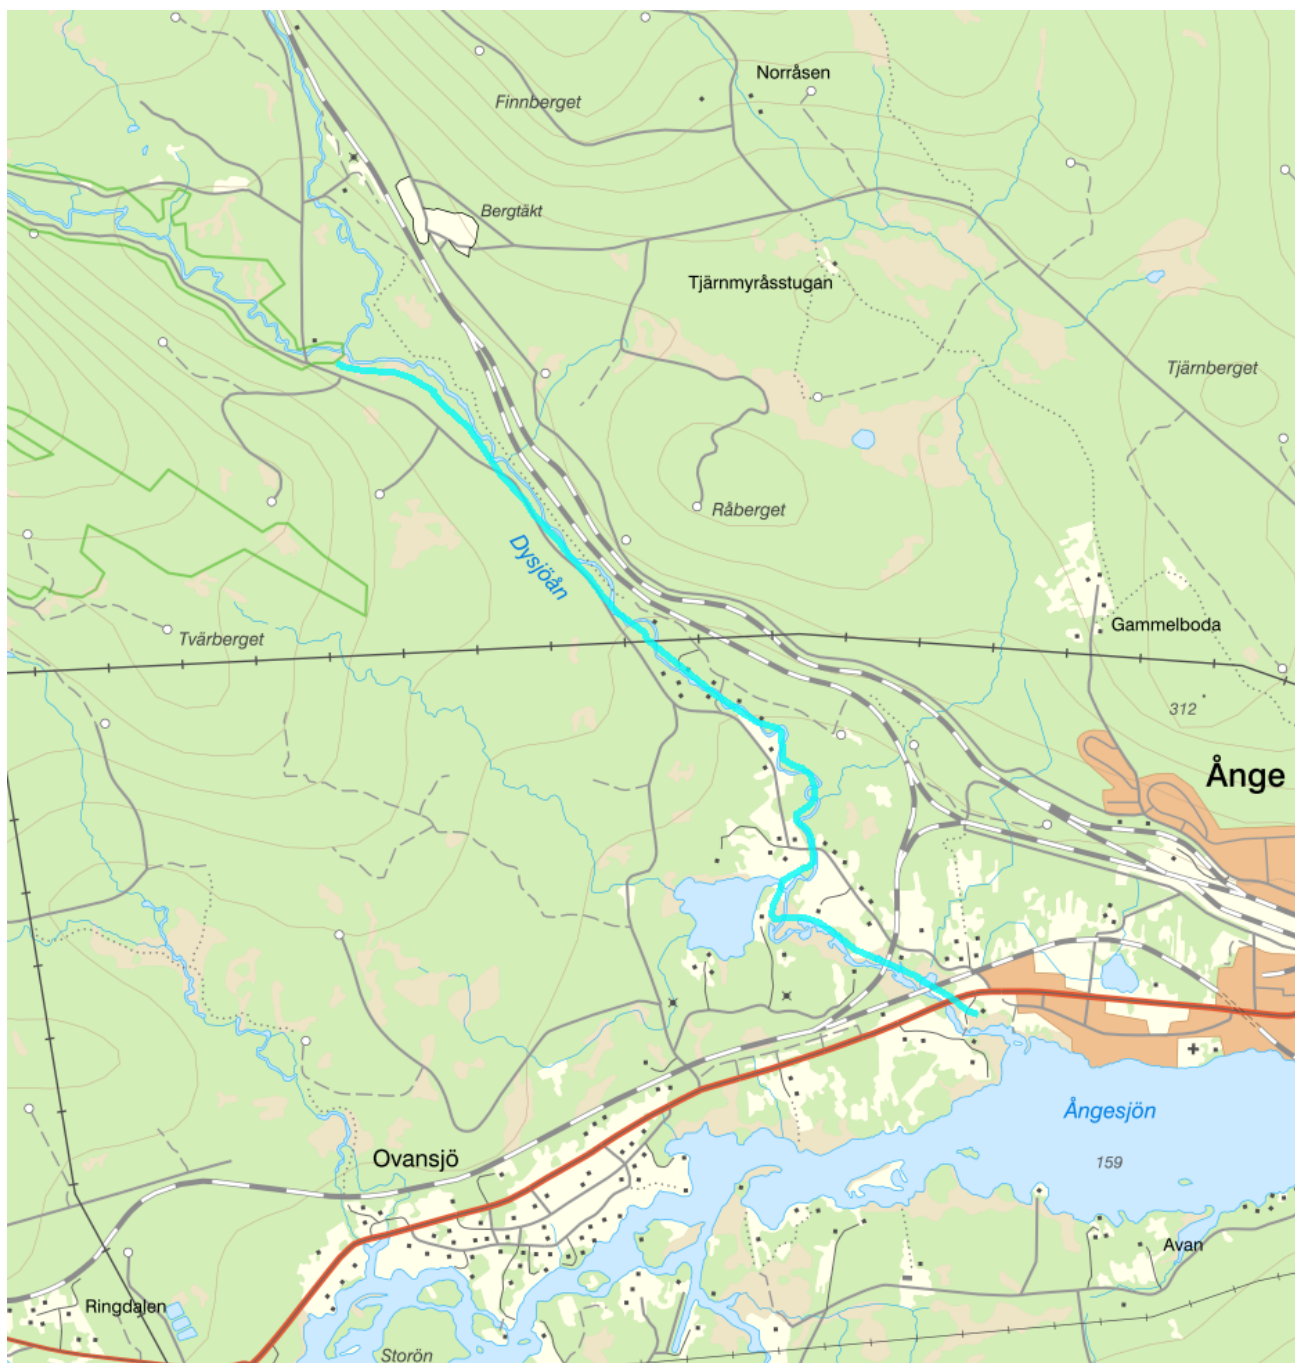 Norråsen
Finnberget
Bergtäkt
Tjärnmyråsstugan
Tjärnberget
Råberget
Dysjöån
Gammelboda
Tvärberget
312
Ånge
Ångesjön
Ovansjö
159
Avan
Ringdalen
Storön